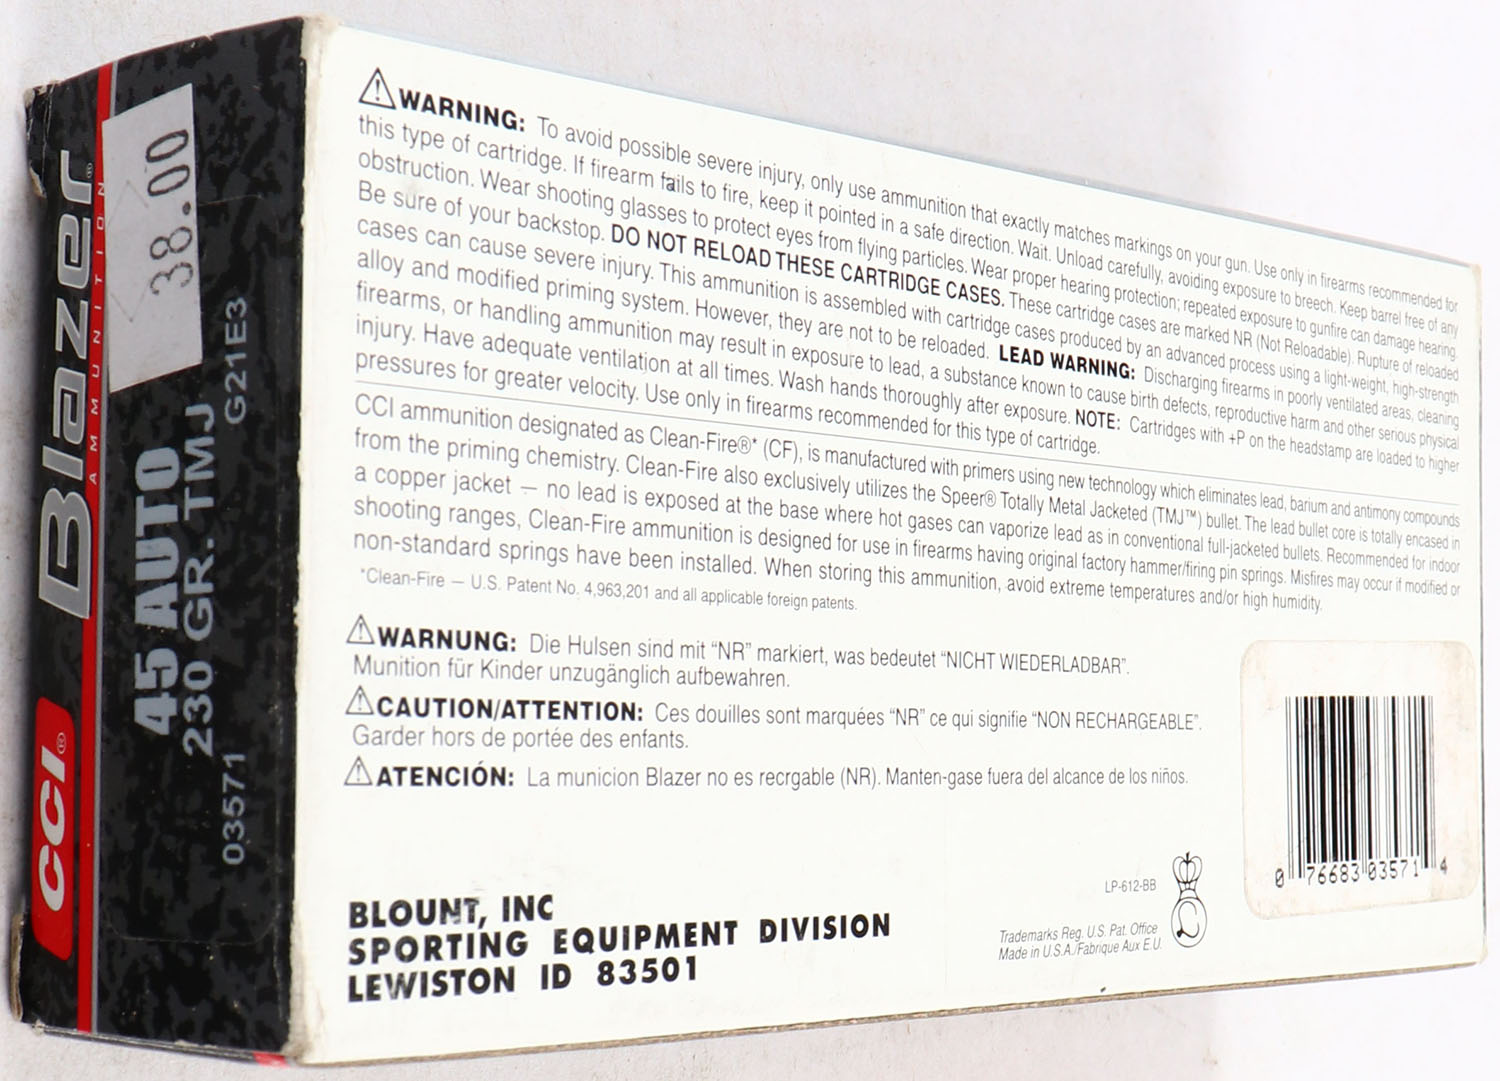 CCI®
Blazer®
AMMUNITION
45 AUTO
230 GR. TMJ
03571
G21E3
38.00
⚠WARNING: To avoid possible severe injury, only use ammunition that exactly matches markings on your gun. Use only in firearms recommended for
this type of cartridge. If firearm fails to fire, keep it pointed in a safe direction. Wait. Unload carefully, avoiding exposure to breech. Keep barrel free of any
obstruction. Wear shooting glasses to protect eyes from flying particles. Wear proper hearing protection; repeated exposure to gunfire can damage hearing.
Be sure of your backstop. DO NOT RELOAD THESE CARTRIDGE CASES. These cartridge cases are marked NR (Not Reloadable). Rupture of reloaded
cases can cause severe injury. This ammunition is assembled with cartridge cases produced by an advanced process using a light-weight, high-strength
alloy and modified priming system. However, they are not to be reloaded. LEAD WARNING: Discharging firearms in poorly ventilated areas, cleaning
firearms, or handling ammunition may result in exposure to lead, a substance known to cause birth defects, reproductive harm and other serious physical
injury. Have adequate ventilation at all times. Wash hands thoroughly after exposure. NOTE: Cartridges with +P on the headstamp are loaded to higher
pressures for greater velocity. Use only in firearms recommended for this type of cartridge.
CCI ammunition designated as Clean-Fire®* (CF), is manufactured with primers using new technology which eliminates lead, barium and antimony compounds
from the priming chemistry. Clean-Fire also exclusively utilizes the Speer® Totally Metal Jacketed (TMJ™) bullet. The lead bullet core is totally encased in
a copper jacket — no lead is exposed at the base where hot gases can vaporize lead as in conventional full-jacketed bullets. Recommended for indoor
shooting ranges, Clean-Fire ammunition is designed for use in firearms having original factory hammer/firing pin springs. Misfires may occur if modified or
non-standard springs have been installed. When storing this ammunition, avoid extreme temperatures and/or high humidity.
*Clean-Fire — U.S. Patent No. 4,963,201 and all applicable foreign patents.
⚠WARNUNG: Die Hulsen sind mit “NR” markiert, was bedeutet “NICHT WIEDERLADBAR”.
Munition für Kinder unzugänglich aufbewahren.
⚠CAUTION/ATTENTION: Ces douilles sont marquées “NR” ce qui signifie “NON RECHARGEABLE”.
Garder hors de portée des enfants.
⚠ATENCIÓN: La municion Blazer no es recrgable (NR). Manten-gase fuera del alcance de los niños.
BLOUNT, INC
SPORTING EQUIPMENT DIVISION
LEWISTON ID 83501
LP-612-BB
Trademarks Reg. U.S. Pat. Office
Made in U.S.A./Fabrique Aux E.U.
0 76683 03571 4